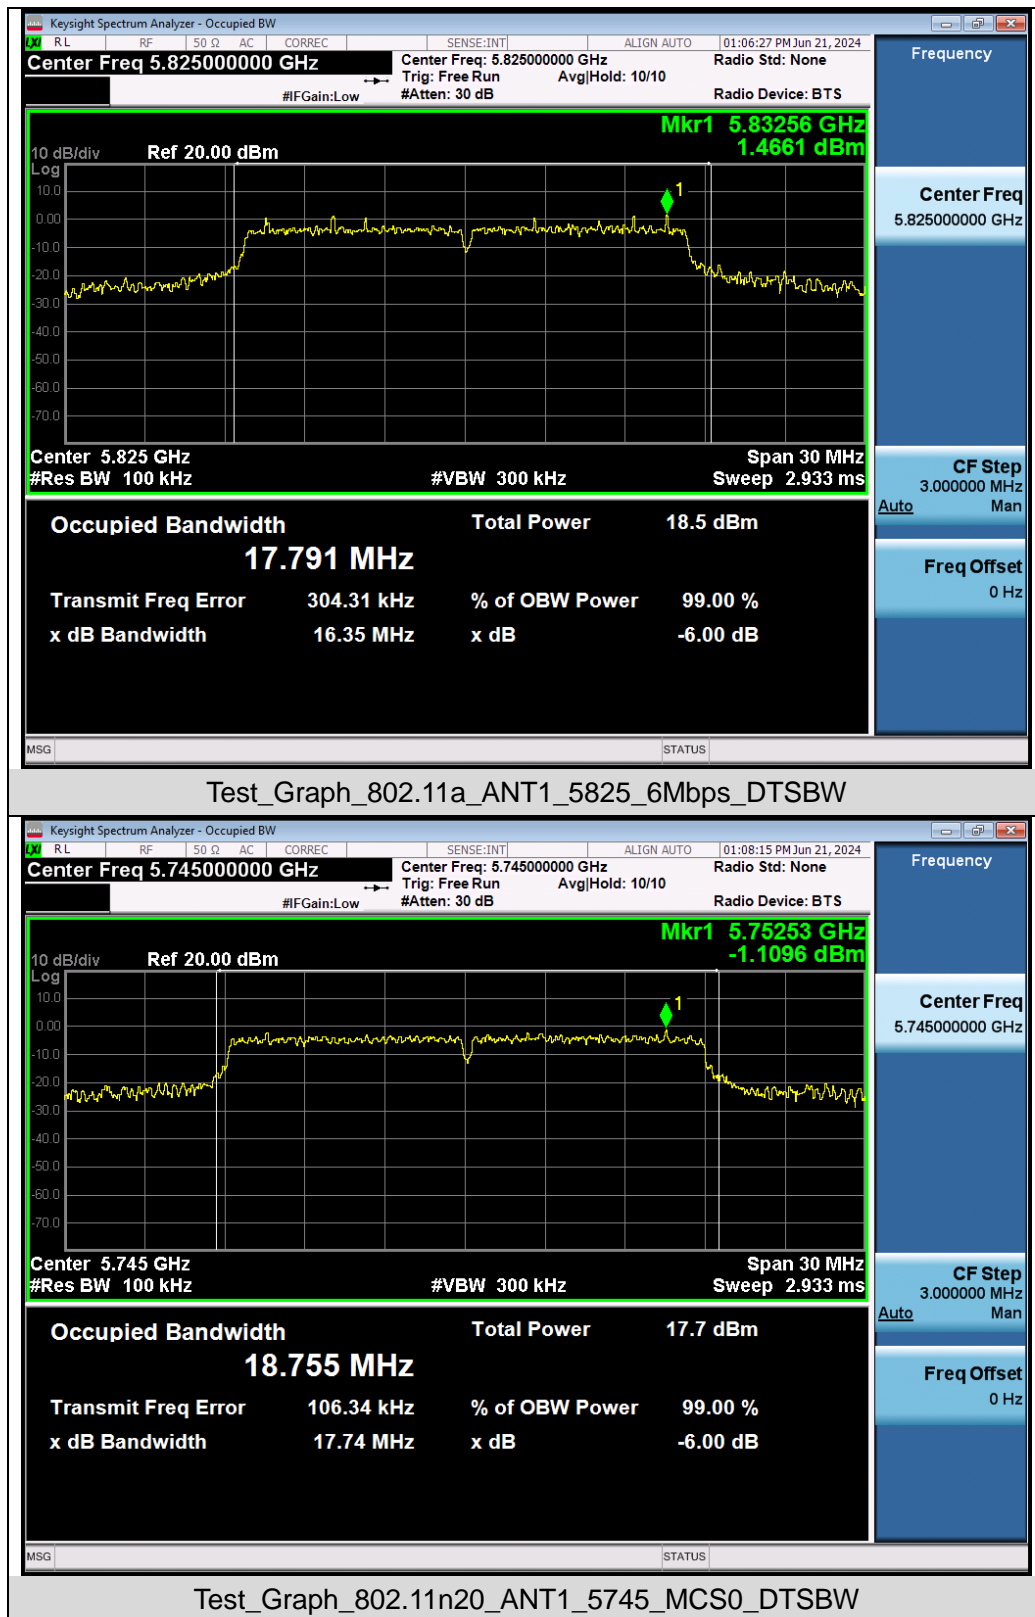 Keysight Spectrum Analyzer - Occupied BW
LXI RL RF 50 Ω AC CORREC SENSE:INT ALIGN AUTO 01:06:27 PM Jun 21, 2024
Center Freq 5.825000000 GHz
Center Freq: 5.825000000 GHz
Radio Std: None
Trig: Free Run Avg|Hold: 10/10
#IFGain:Low #Atten: 30 dB Radio Device: BTS
Frequency
Mkr1 5.83256 GHz
1.4661 dBm
10 dB/div Ref 20.00 dBm
Log
10.0
0.00
-10.0
-20.0
-30.0
-40.0
-50.0
-60.0
-70.0
1
Center 5.825 GHz Span 30 MHz
#Res BW 100 kHz #VBW 300 kHz Sweep 2.933 ms
Center Freq
5.825000000 GHz
CF Step
3.000000 MHz
Auto Man
Freq Offset
0 Hz
Occupied Bandwidth Total Power 18.5 dBm
17.791 MHz
Transmit Freq Error 304.31 kHz % of OBW Power 99.00 %
x dB Bandwidth 16.35 MHz x dB -6.00 dB
MSG STATUS
Test_Graph_802.11a_ANT1_5825_6Mbps_DTSBW
Keysight Spectrum Analyzer - Occupied BW
LXI RL RF 50 Ω AC CORREC SENSE:INT ALIGN AUTO 01:08:15 PM Jun 21, 2024
Center Freq 5.745000000 GHz
Center Freq: 5.745000000 GHz
Radio Std: None
Trig: Free Run Avg|Hold: 10/10
#IFGain:Low #Atten: 30 dB Radio Device: BTS
Frequency
Mkr1 5.75253 GHz
-1.1096 dBm
10 dB/div Ref 20.00 dBm
Log
10.0
0.00
-10.0
-20.0
-30.0
-40.0
-50.0
-60.0
-70.0
1
Center 5.745 GHz Span 30 MHz
#Res BW 100 kHz #VBW 300 kHz Sweep 2.933 ms
Center Freq
5.745000000 GHz
CF Step
3.000000 MHz
Auto Man
Freq Offset
0 Hz
Occupied Bandwidth Total Power 17.7 dBm
18.755 MHz
Transmit Freq Error 106.34 kHz % of OBW Power 99.00 %
x dB Bandwidth 17.74 MHz x dB -6.00 dB
MSG STATUS
Test_Graph_802.11n20_ANT1_5745_MCS0_DTSBW